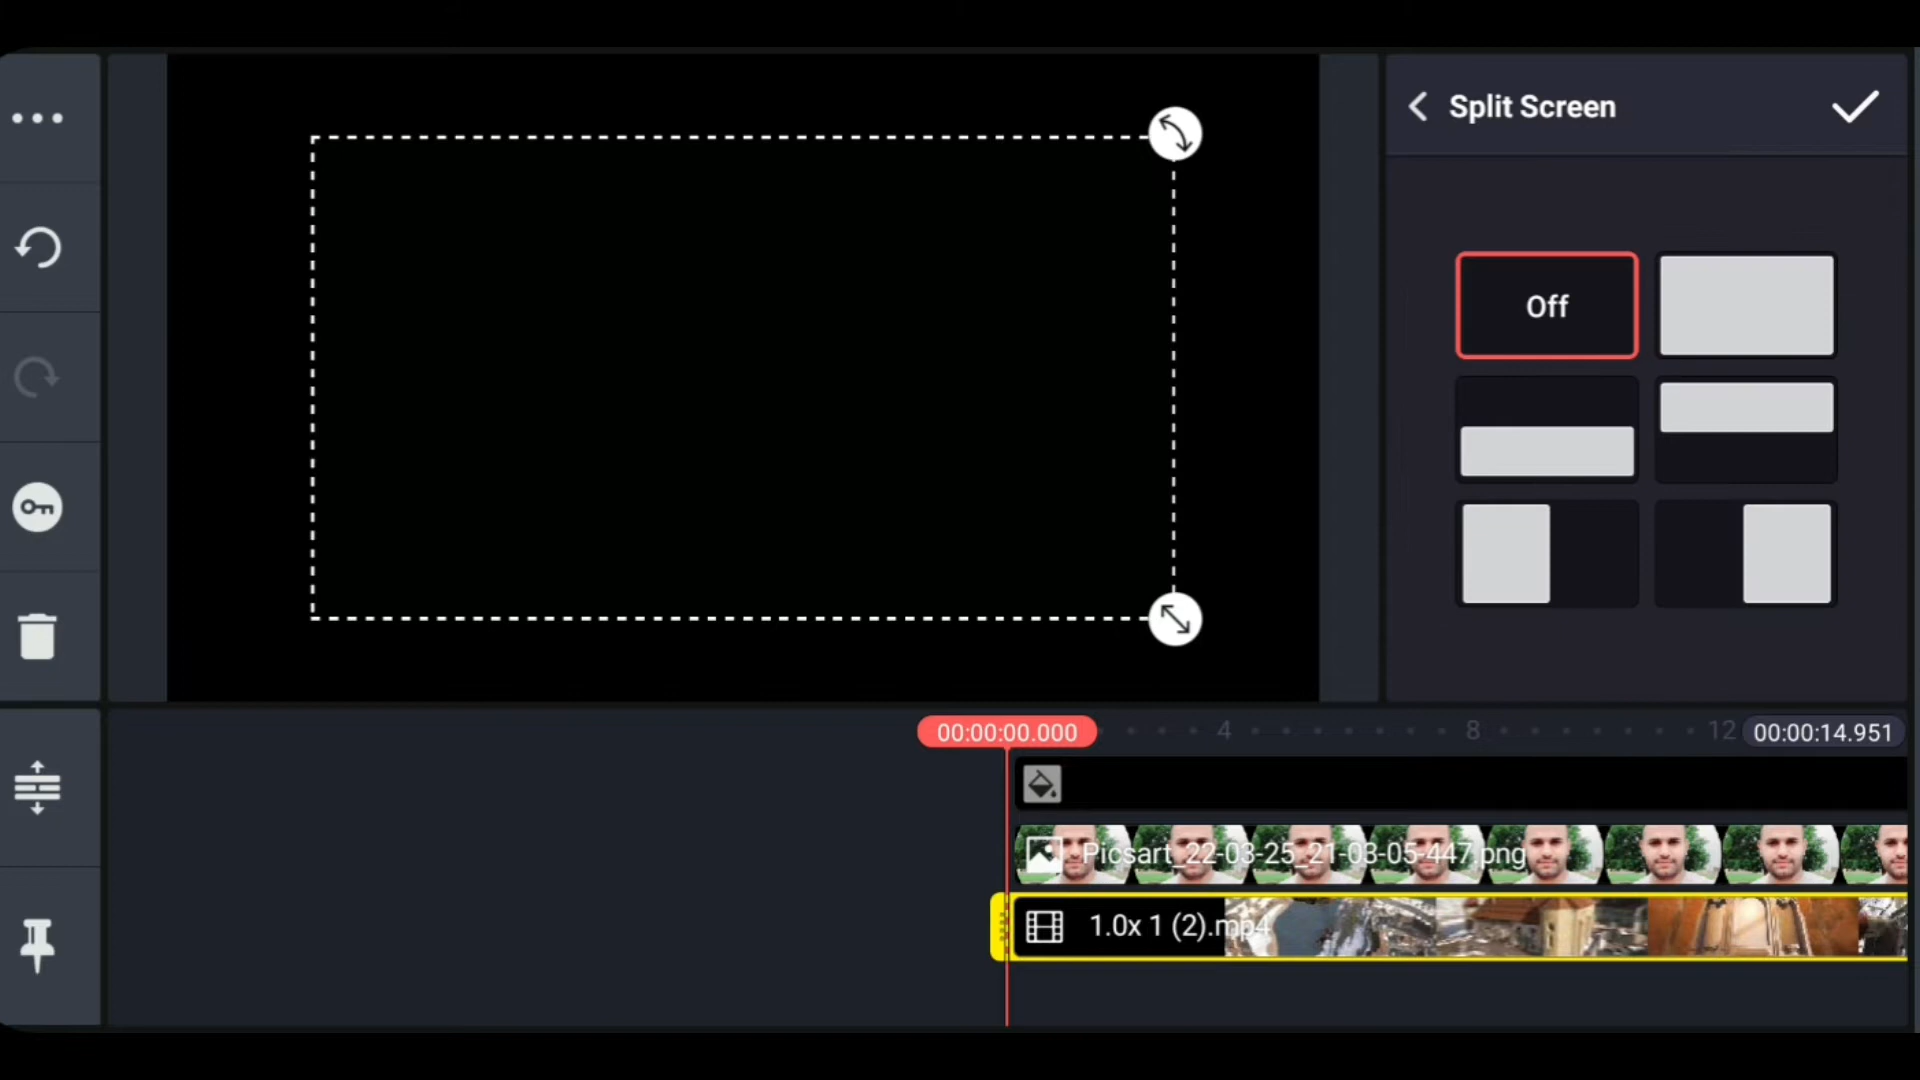 Split Screen
Off
00:00:00.000
4
8
12
00:00:14.951
Picsart_22-03-25_21-03-05-447.png
1.0x 1 (2).mp4